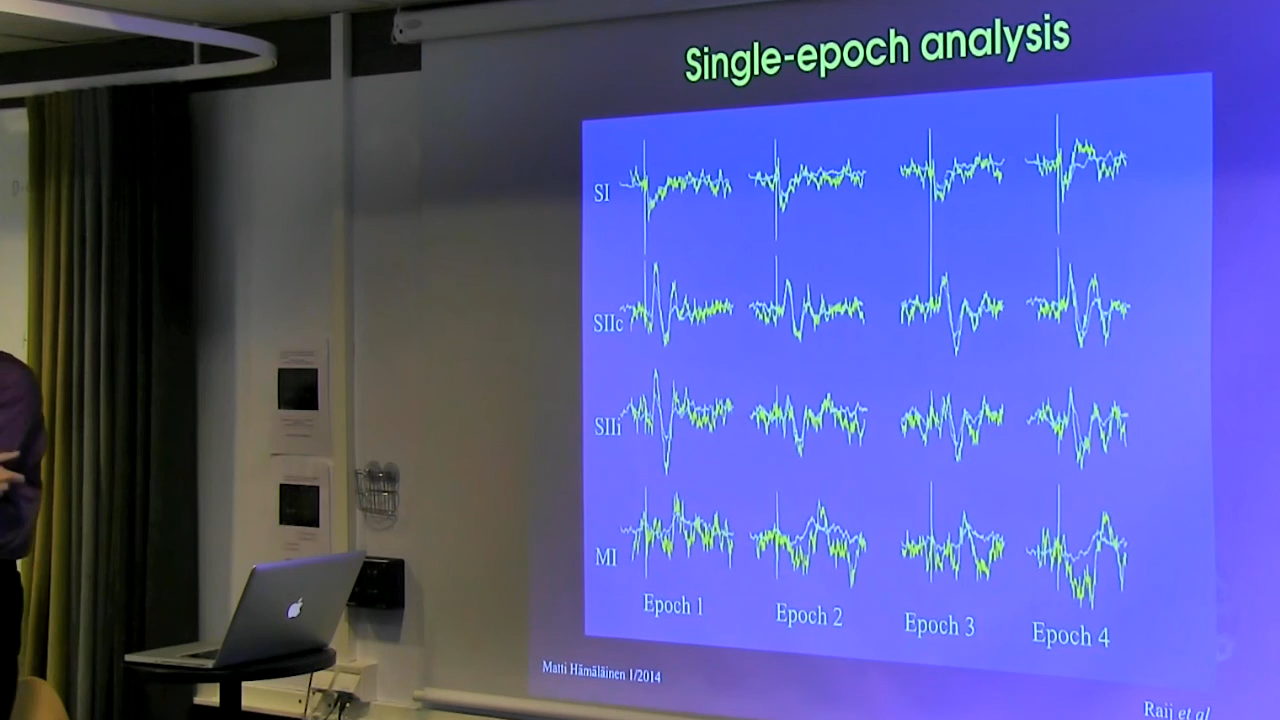 Single-epoch analysis
SI
SIIc
SIIi
MI
Epoch 1
Epoch 2
Epoch 3
Epoch 4
Matti Hämäläinen 1/2014
Raij et al